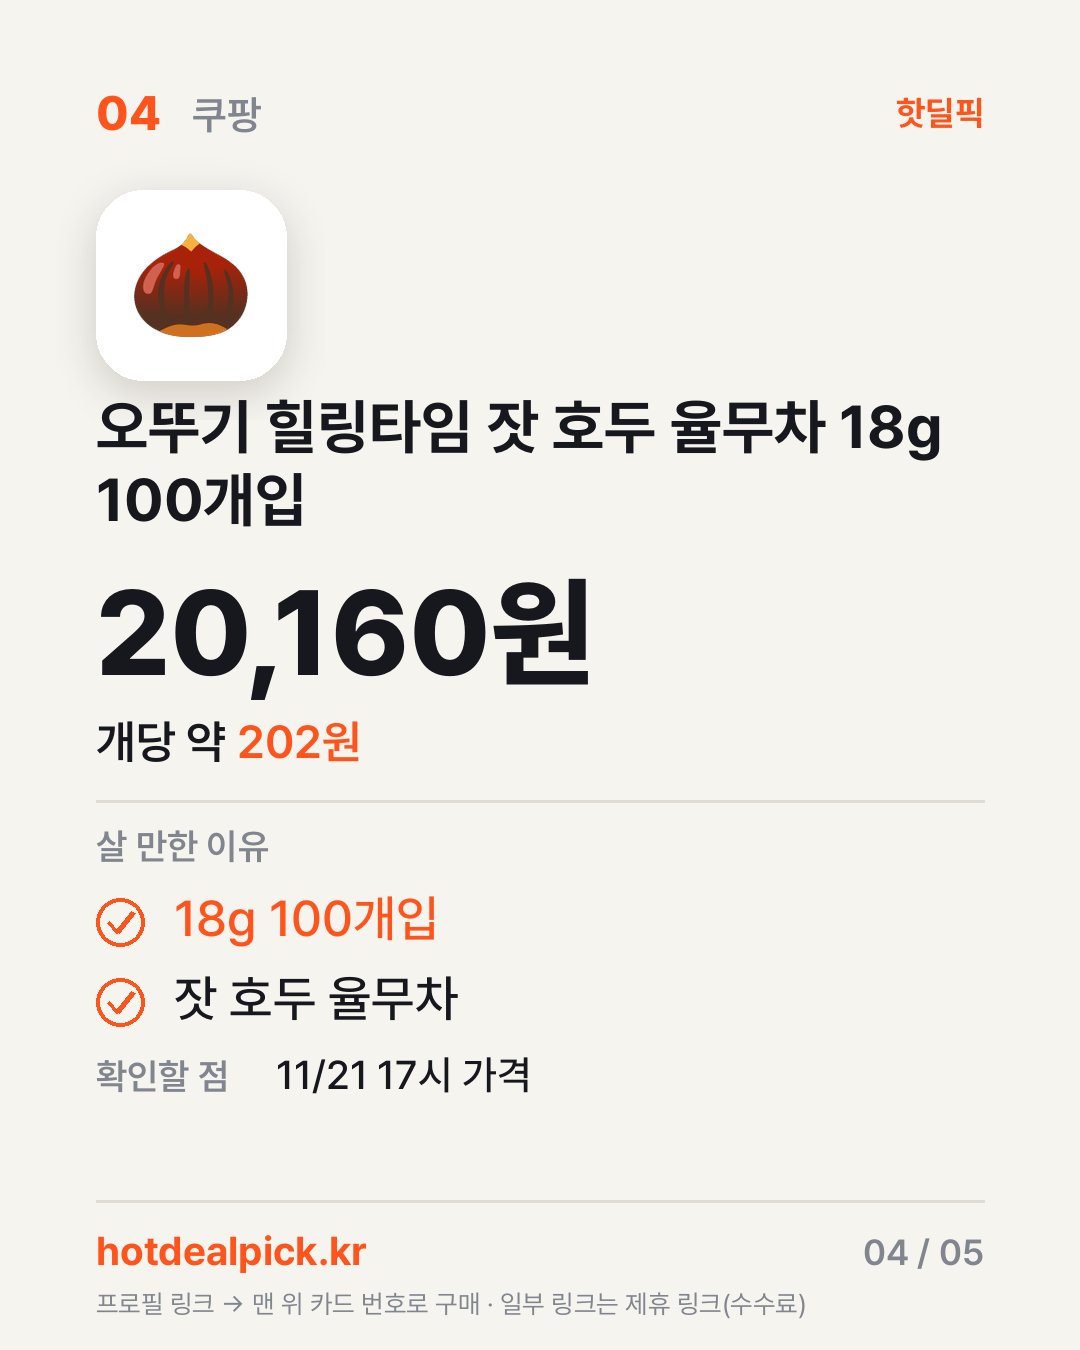 04 쿠팡
핫딜픽
오뚜기 힐링타임 잣 호두 율무차 18g
100개입
20,160원
개당 약 202원
살 만한 이유
18g 100개입
잣 호두 율무차
확인할 점 11/21 17시 가격
hotdealpick.kr
04 / 05
프로필 링크 → 맨 위 카드 번호로 구매 · 일부 링크는 제휴 링크(수수료)